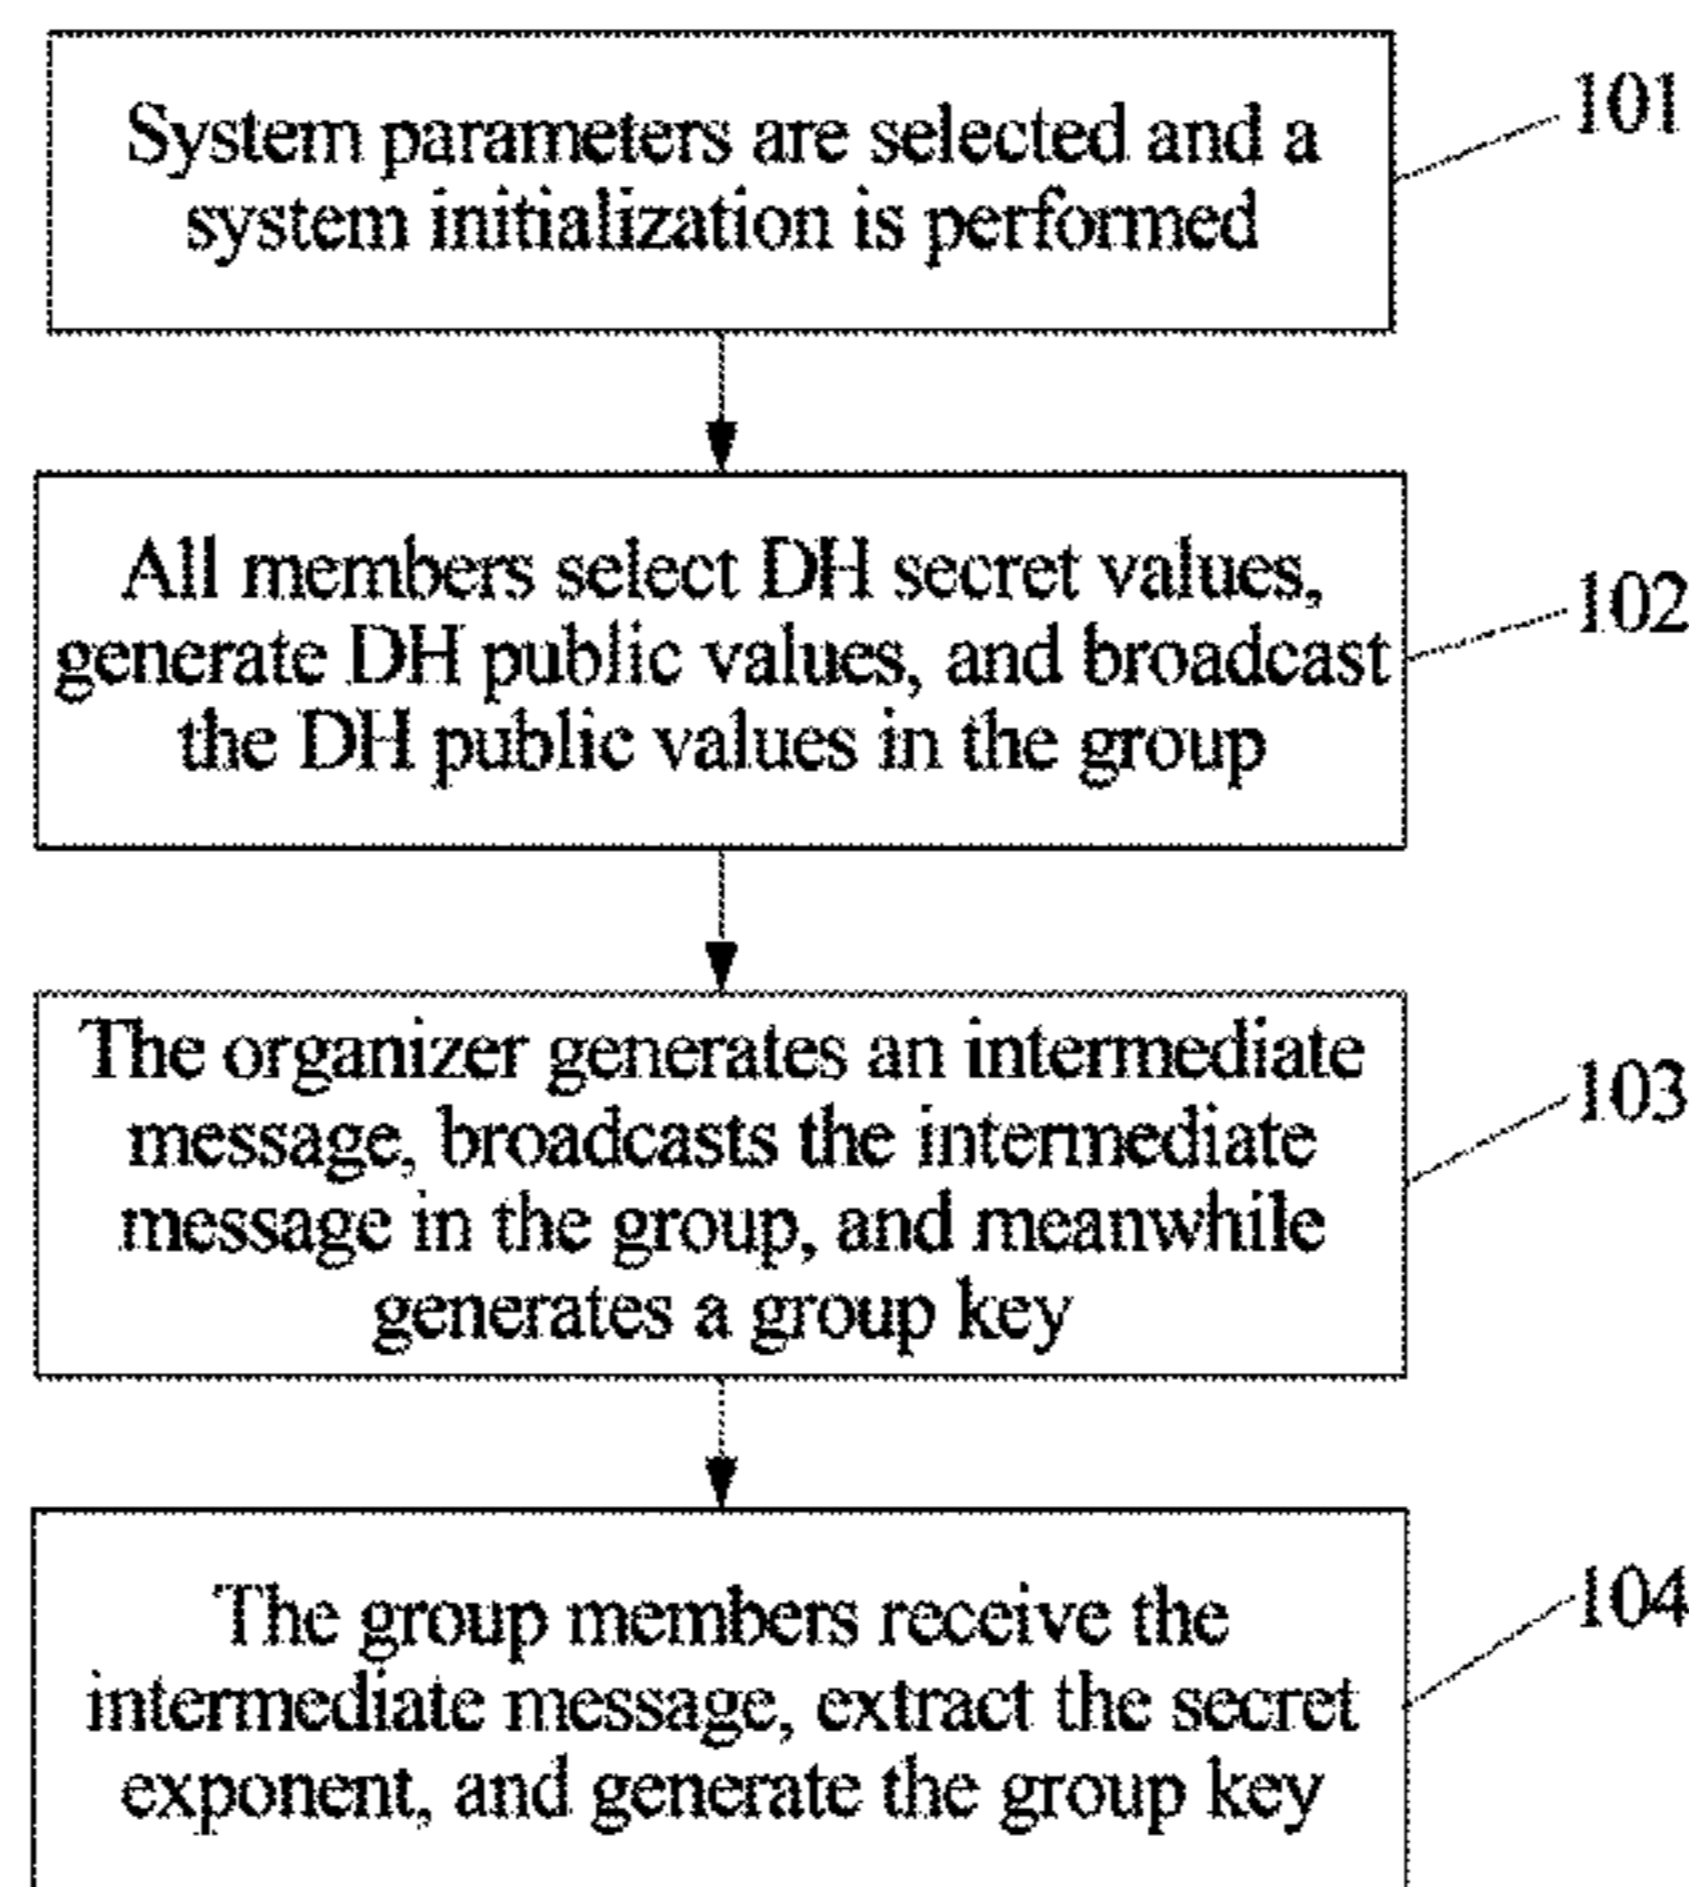 System parameters are selected and a
system initialization is performed
101
All members select DH secret values,
generate DH public values, and broadcast
the DH public values in the group
102
The organizer generates an intermediate
message, broadcasts the intermediate
message in the group, and meanwhile
generates a group key
103
The group members receive the
intermediate message, extract the secret
exponent, and generate the group key
104